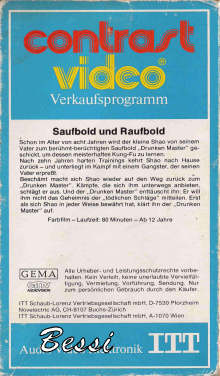 contrast
video®
Verkaufsprogramm
Saufbold und Raufbold
Schon im Alter von acht Jahren wird der kleine Shao von seinem
Vater zum berühmt-berüchtigten Saufbold „Drunken Master" ge-
schickt, um dessen meisterhaftes Kung-Fu zu lernen.
Nach zehn Jahren harten Trainings kehrt Shao nach Hause
zurück – und unterliegt im Kampf mit einem Gangster, der seinen
Vater erpreßt.
Beschämt macht sich Shao wieder auf den Weg zurück zum
„Drunken Master". Kämpfe, die sich ihm unterwegs anbieten,
schlägt er aus. Und der „Drunken Master" enttäuscht ihn: Er will
ihm nicht das Geheimnis der „tödlichen Schläge" mitteilen. Erst
als sich Shao in jeder Weise bewährt hat, klärt ihn der „Drunken
Master" auf.
Farbfilm – Laufzeit: 80 Minuten – Ab 12 Jahre
GEMA
Alle Urheber- und Leistungsschutzrechte vorbe-
halten. Kein Verleih, keine unerlaubte Vervielfäl-
tigung, Vermietung, Vorführung, Sendung. Nur
zum persönlichen Gebrauch durch den Käufer.
ITT Schaub-Lorenz Vertriebsgesellschaft mbH, D-7530 Pforzheim
Novelectric AG, CH-8107 Buchs-Zürich
ITT Schaub-Lorenz Vertriebsgesellschaft mbH, A-1070 Wien
Bessi
Audio Video Elektronik ITT